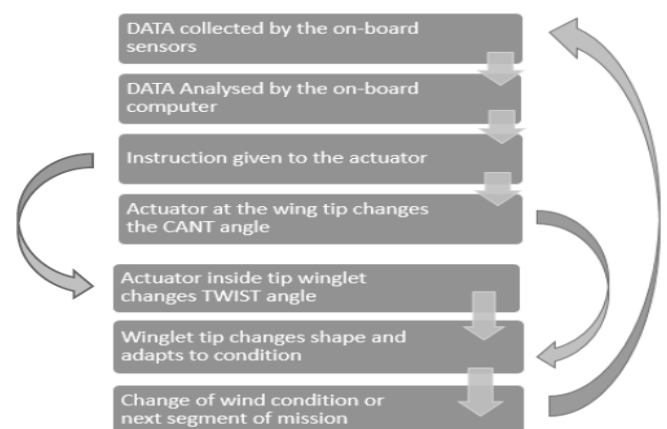 DATA collected by the on-board
sensors
DATA Analysed by the on-board
computer
Instruction given to the actuator
Actuator at the wing tip changes
the CANT angle
Actuator inside tip winglet
changes TWIST angle
Winglet tip changes shape and
adapts to condition
Change of wind condition or
next segment of mission